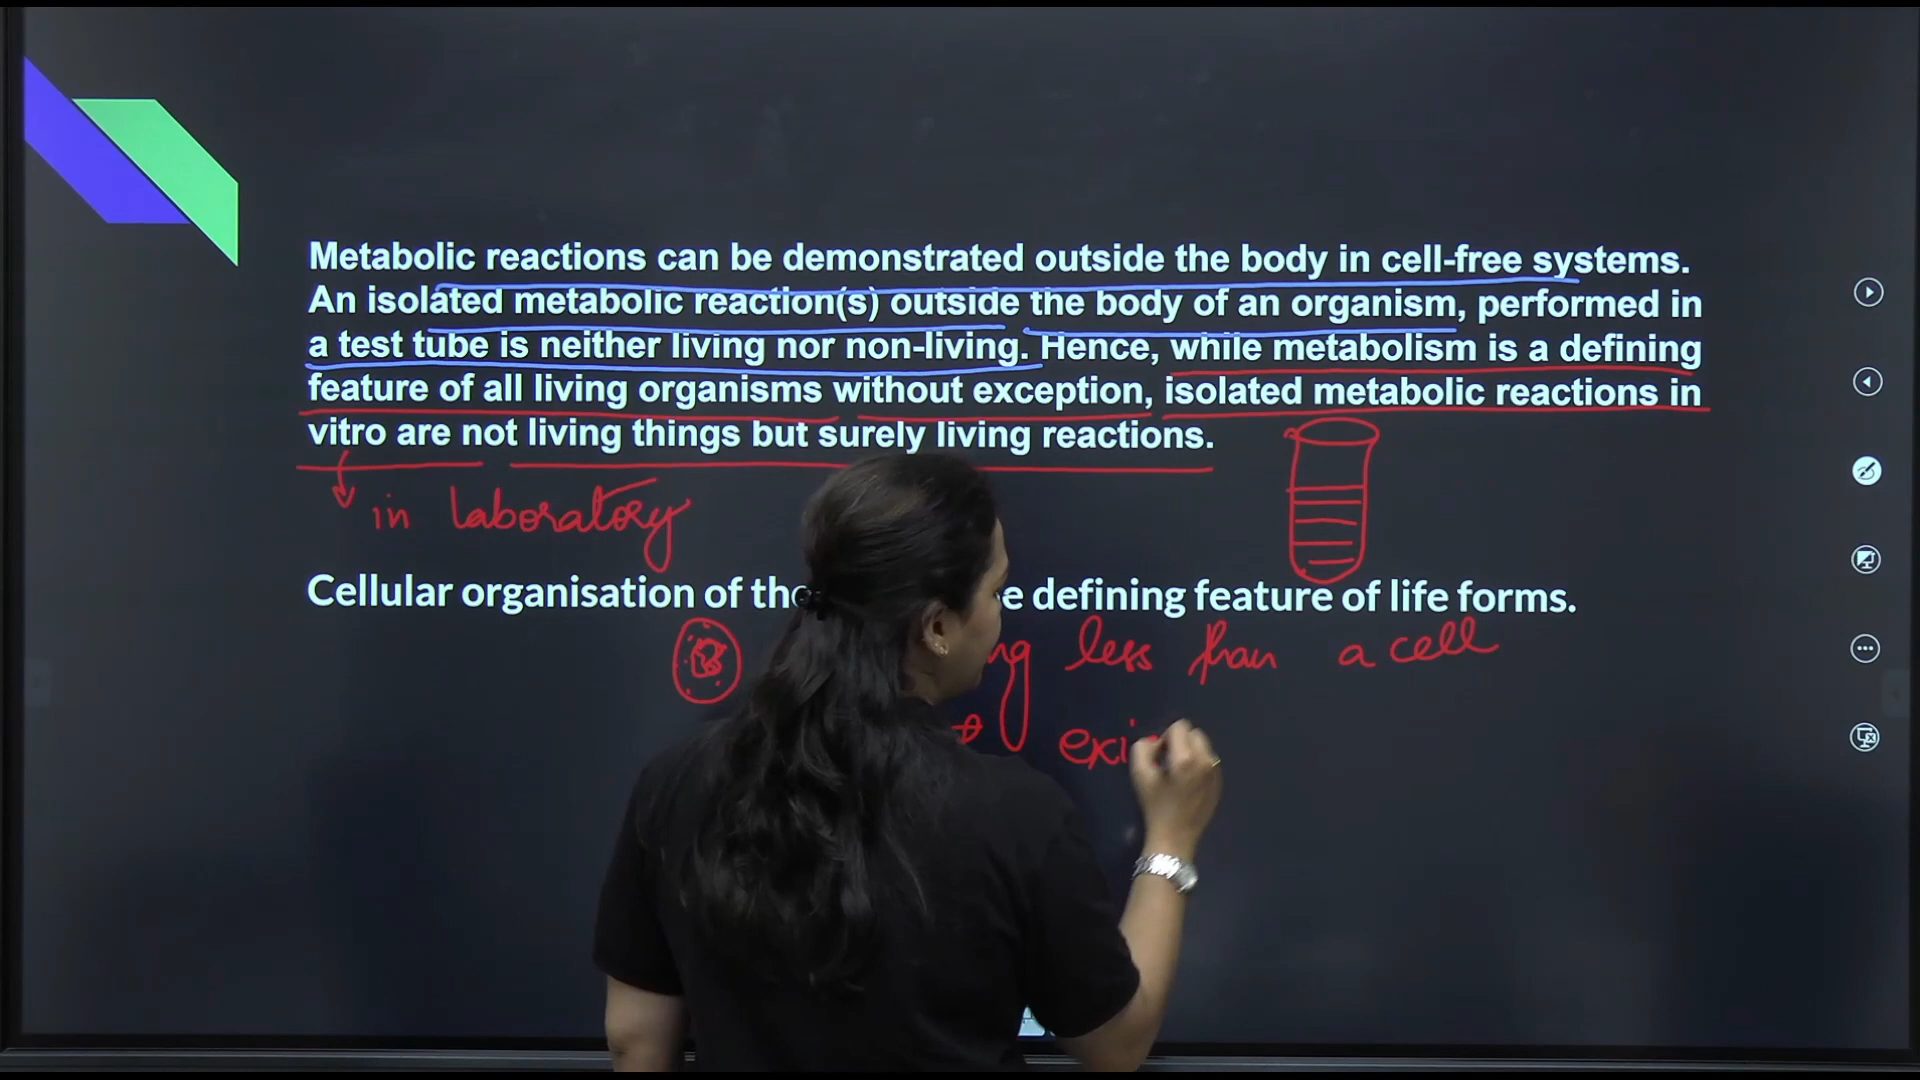 Metabolic reactions can be demonstrated outside the body in cell-free systems.
An isolated metabolic reaction(s) outside the body of an organism, performed in
a test tube is neither living nor non-living. Hence, while metabolism is a defining
feature of all living organisms without exception, isolated metabolic reactions in
vitro are not living things but surely living reactions.
in laboratory
Cellular organisation of defining feature of life forms.
less than a cell